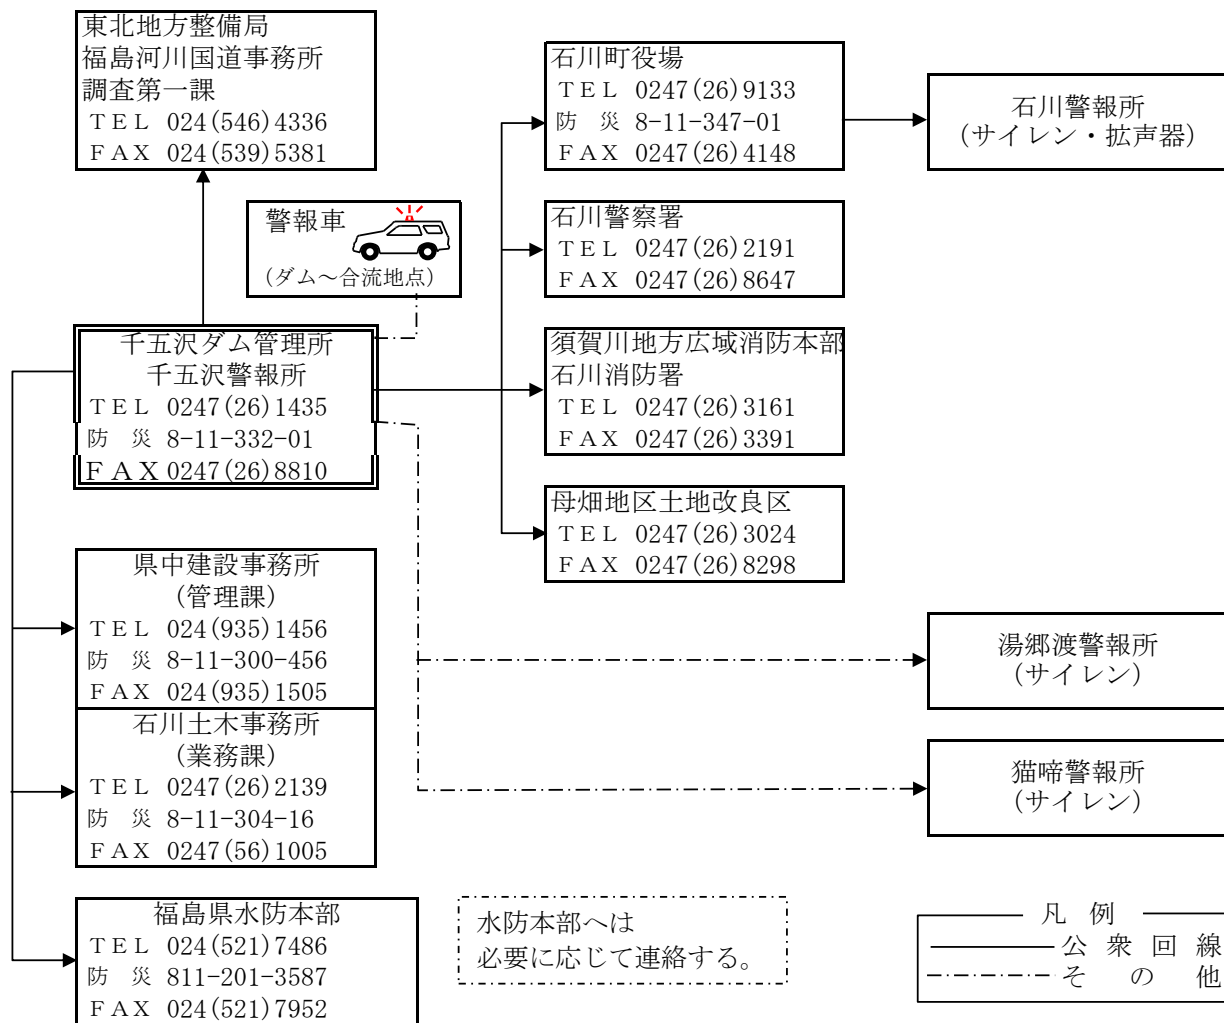 東北地方整備局
福島河川国道事務所
調査第一課
ＴＥＬ 024(546)4336
ＦＡＸ 024(539)5381
警報車
(ダム～合流地点)
千五沢ダム管理所
千五沢警報所
ＴＥＬ 0247(26)1435
防　災 8-11-332-01
ＦＡＸ 0247(26)8810
県中建設事務所
(管理課)
ＴＥＬ 024(935)1456
防　災 8-11-300-456
ＦＡＸ 024(935)1505
石川土木事務所
(業務課)
ＴＥＬ 0247(26)2139
防　災 8-11-304-16
ＦＡＸ 0247(56)1005
福島県水防本部
ＴＥＬ 024(521)7486
防　災 811-201-3587
ＦＡＸ 024(521)7952
石川町役場
ＴＥＬ 0247(26)9133
防　災 8-11-347-01
ＦＡＸ 0247(26)4148
石川警察署
ＴＥＬ 0247(26)2191
ＦＡＸ 0247(26)8647
須賀川地方広域消防本部
石川消防署
ＴＥＬ 0247(26)3161
ＦＡＸ 0247(26)3391
母畑地区土地改良区
ＴＥＬ 0247(26)3024
ＦＡＸ 0247(26)8298
石川警報所
(サイレン・拡声器)
湯郷渡警報所
(サイレン)
猫啼警報所
(サイレン)
水防本部へは
必要に応じて連絡する。
凡　例
公　衆　回　線
そ　の　他